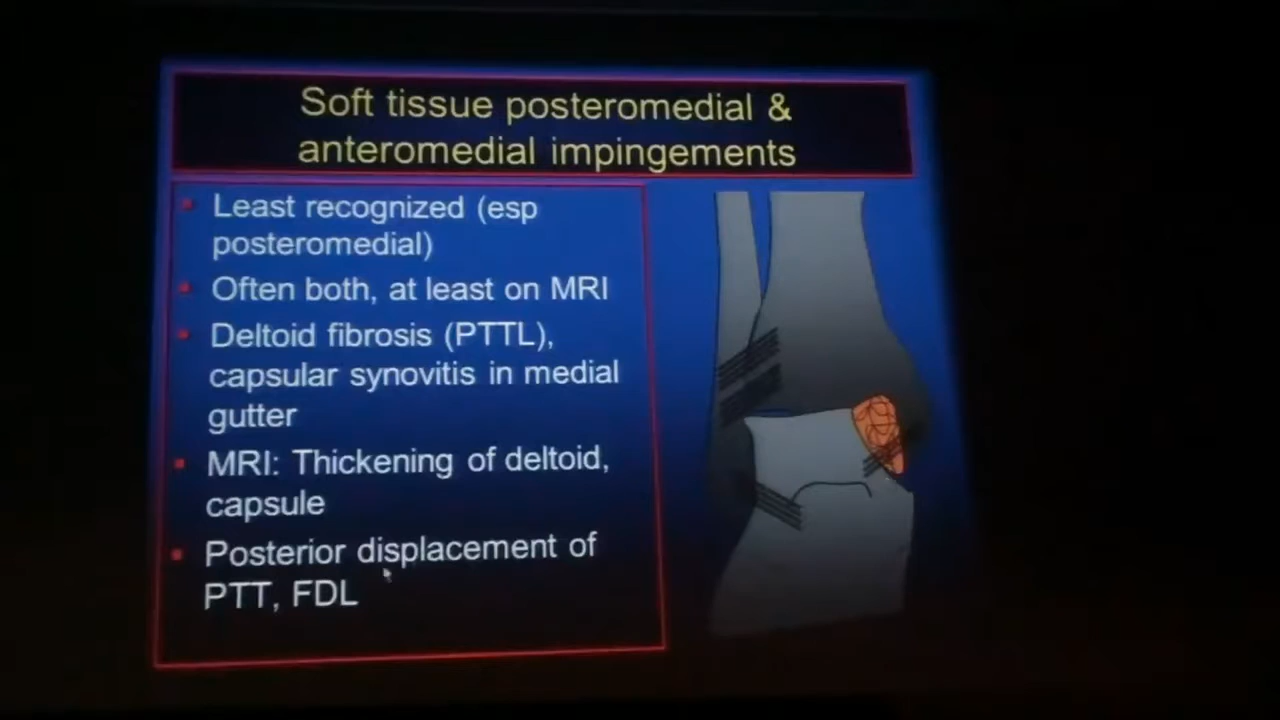 Soft tissue posteromedial &
anteromedial impingements
Least recognized (esp
posteromedial)
Often both, at least on MRI
Deltoid fibrosis (PTTL),
capsular synovitis in medial
gutter
MRI: Thickening of deltoid,
capsule
Posterior displacement of
PTT, FDL